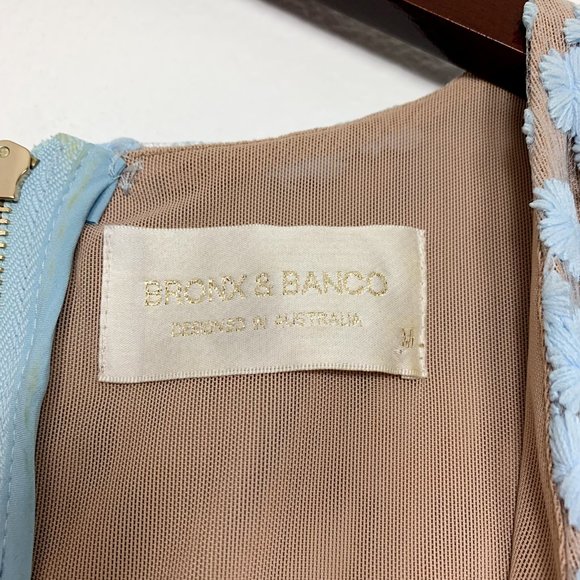 BRONX & BANCO
DESIGNED IN AUSTRALIA
M